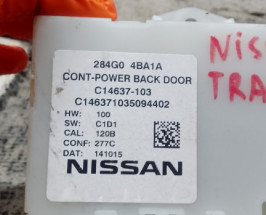 284G0 4BA1A
CONT-POWER BACK DOOR
C14637-103
C146371035094402
HW: 100
SW: C1D1
CAL: 120B
CONF: 277C
DAT: 141015
NISSAN
NiS
TRA